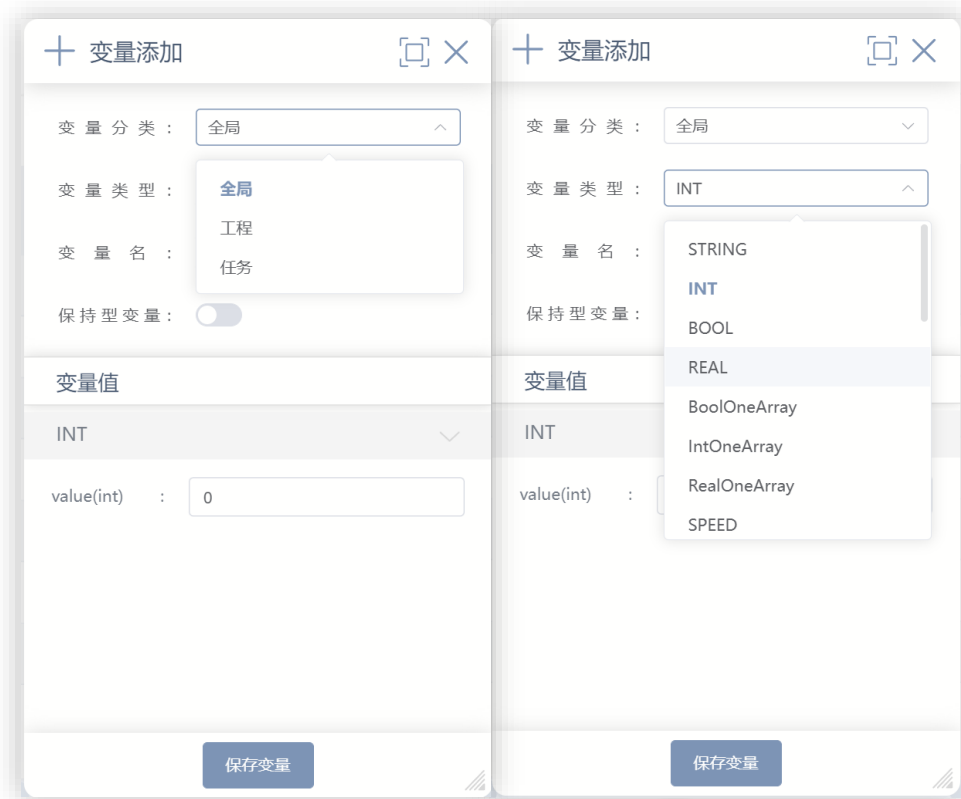 变量添加
变量分类：
全局
全局
工程
任务
变量类型：
变量名：
保持型变量：
变量值
INT
value(int) :
0
保存变量
变量添加
变量分类：
全局
变量类型：
INT
STRING
INT
BOOL
REAL
BoolOneArray
IntOneArray
RealOneArray
SPEED
变量名：
保持型变量：
变量值
INT
value(int) :
保存变量